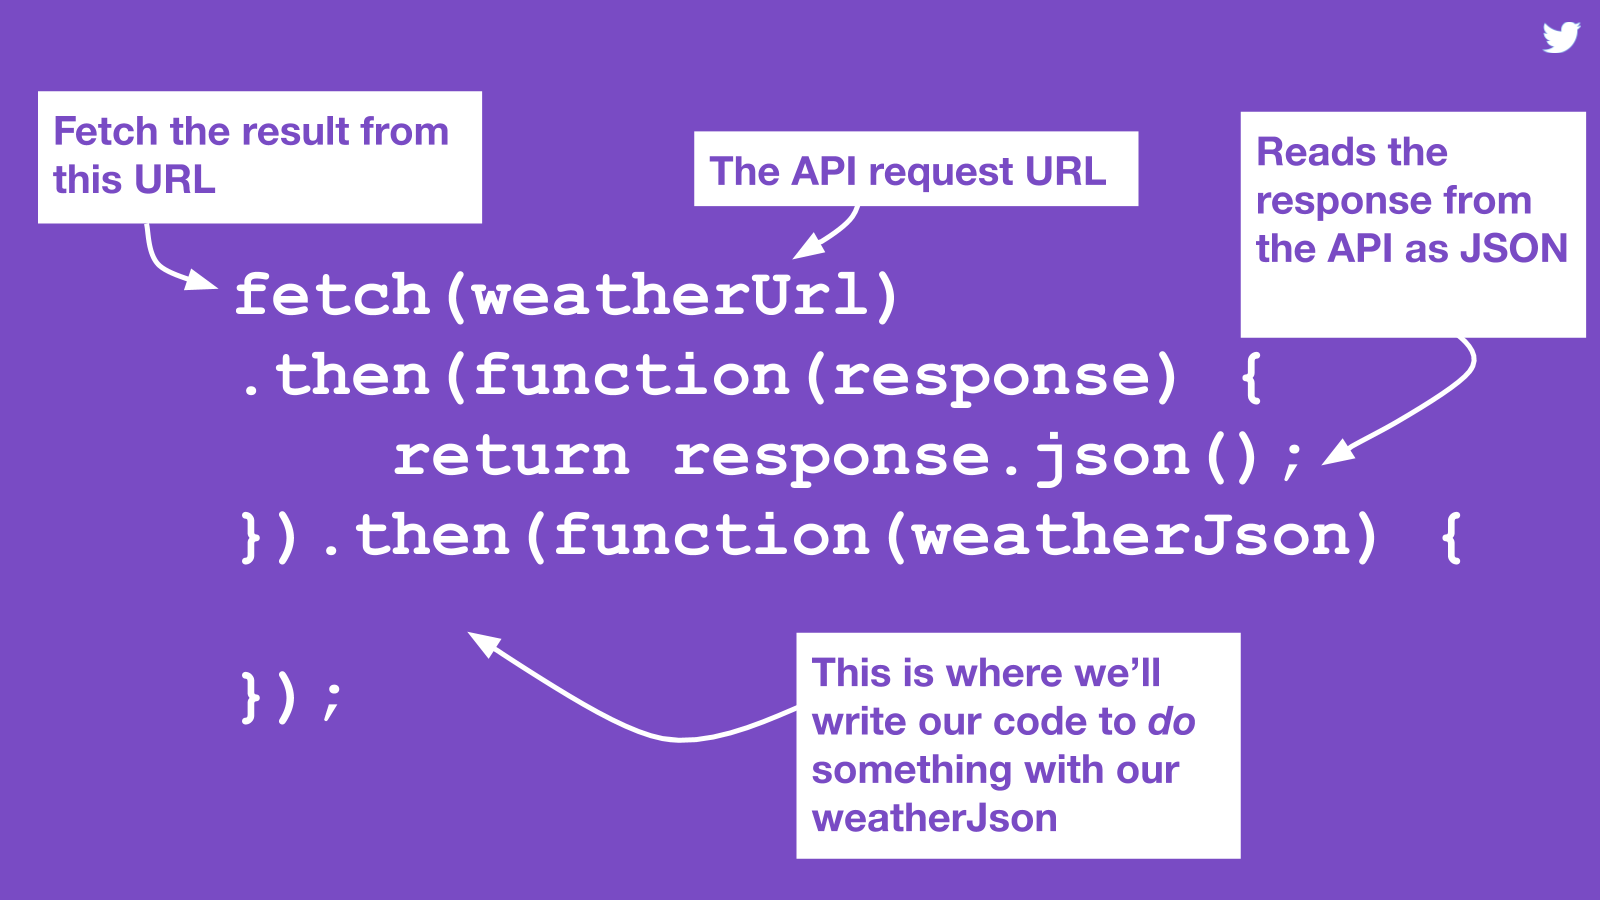 Fetch the result from
this URL
The API request URL
Reads the
response from
the API as JSON
fetch(weatherUrl)
.then(function(response) {
    return response.json();
}).then(function(weatherJson) {
});
This is where we’ll
write our code to do
something with our
weatherJson